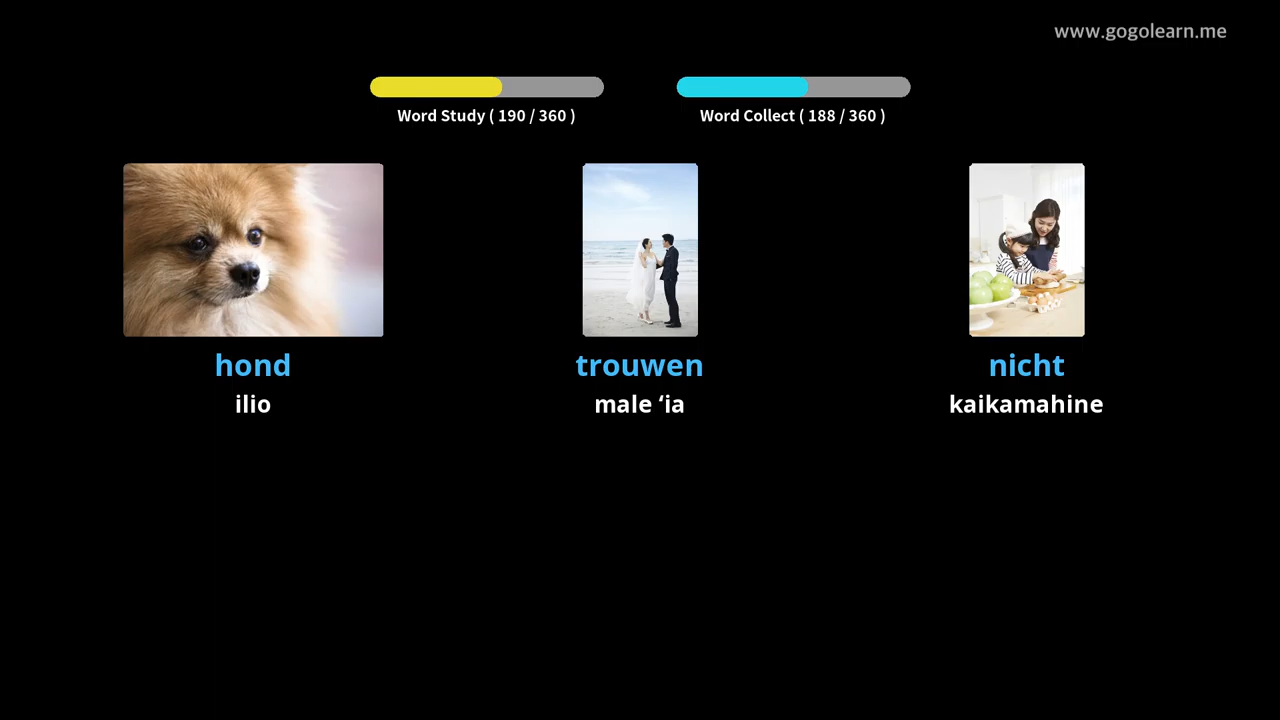 www.gogolearn.me
Word Study ( 190 / 360 )
Word Collect ( 188 / 360 )
hond
trouwen
nicht
ilio
male ‘ia
kaikamahine